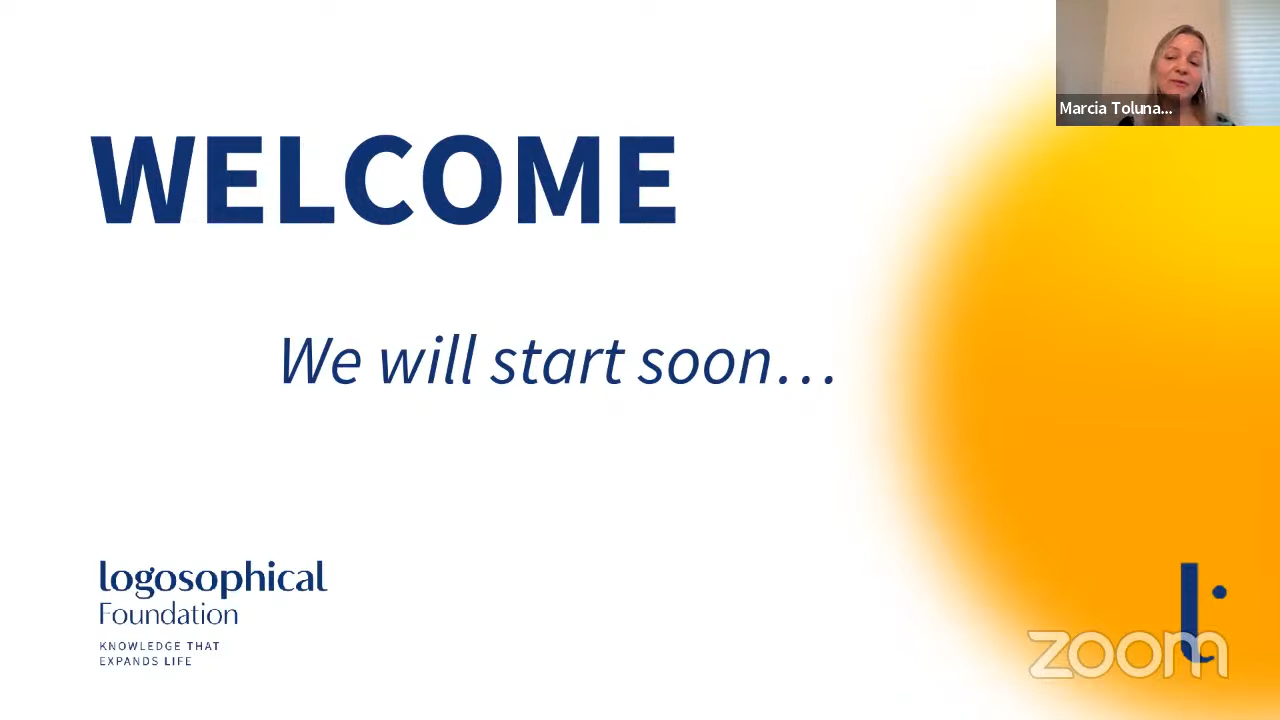 Marcia Toluna...
WELCOME
We will start soon...
logosophical
Foundation
KNOWLEDGE THAT
EXPANDS LIFE
zoom